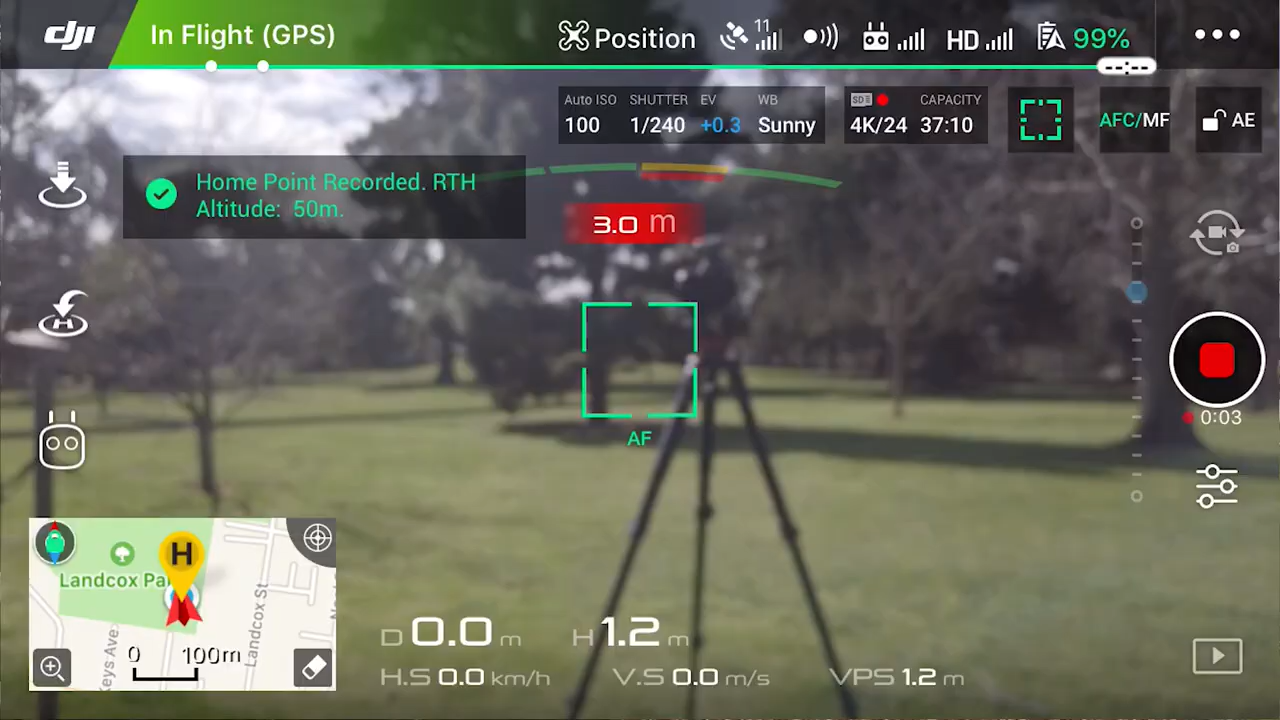 dji In Flight (GPS) Position 11 HD 99%
Auto ISO SHUTTER EV WB CAPACITY
100 1/240 +0.3 Sunny 4K/24 37:10 AFC/MF AE
Home Point Recorded. RTH
Altitude: 50m.
3.0 m
AF
0:03
H
Landcox Pa
Landcox St
Keys Ave
0 100m
D 0.0 m H 1.2 m
H.S 0.0 km/h V.S 0.0 m/s VPS 1.2 m